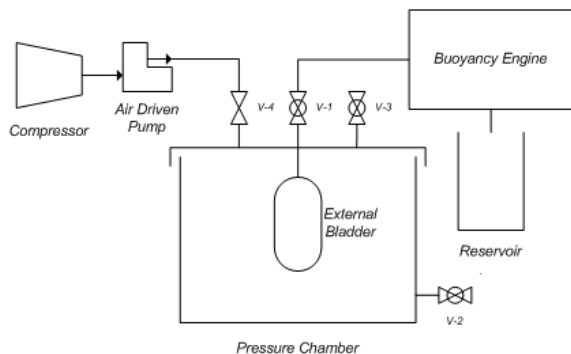 Buoyancy Engine
Compressor
Air Driven
Pump
V-4
V-1
V-3
External
Bladder
Reservoir
V-2
Pressure Chamber